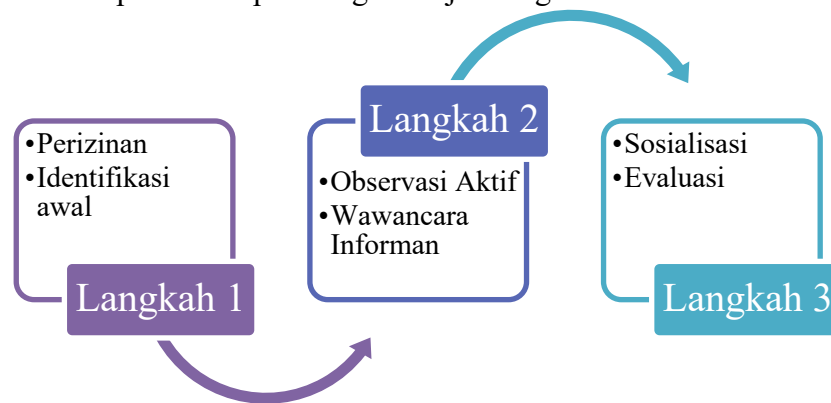 •Perizinan
•Identifikasi
awal
Langkah 1
Langkah 2
•Observasi Aktif
•Wawancara
Informan
•Sosialisasi
•Evaluasi
Langkah 3